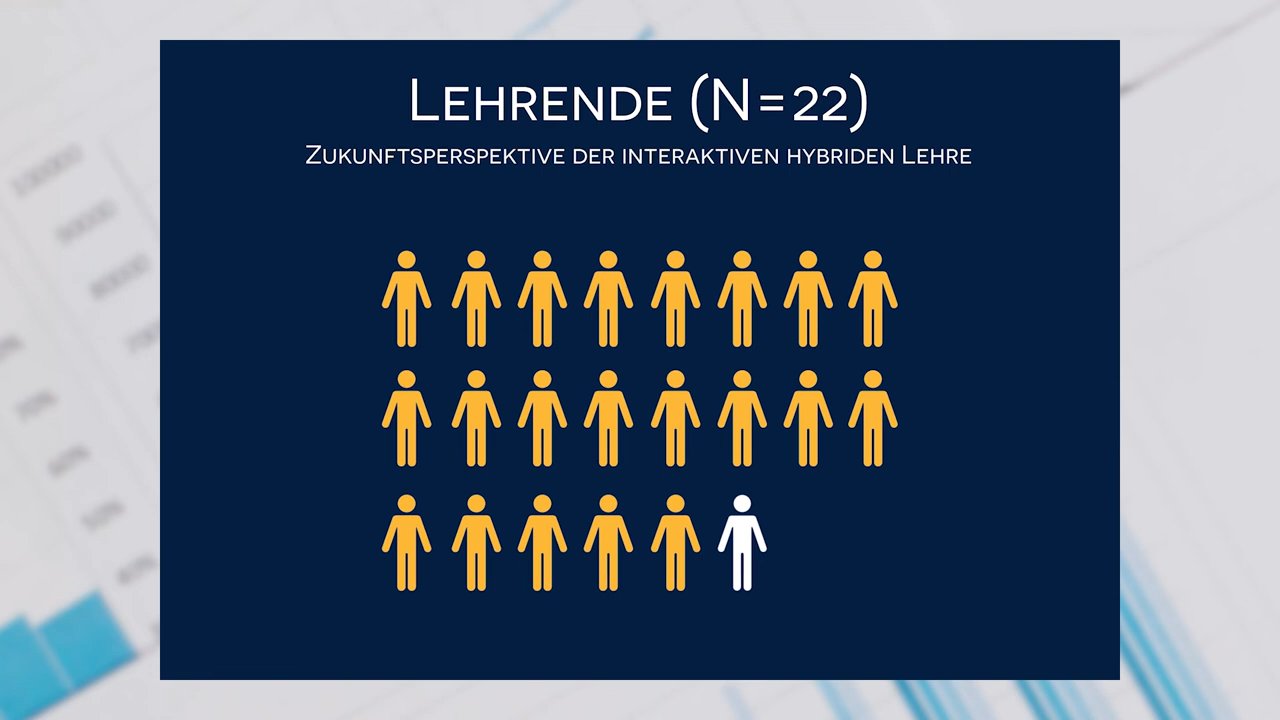 Lehrende (N=22)
Zukunftsperspektive der interaktiven hybriden Lehre